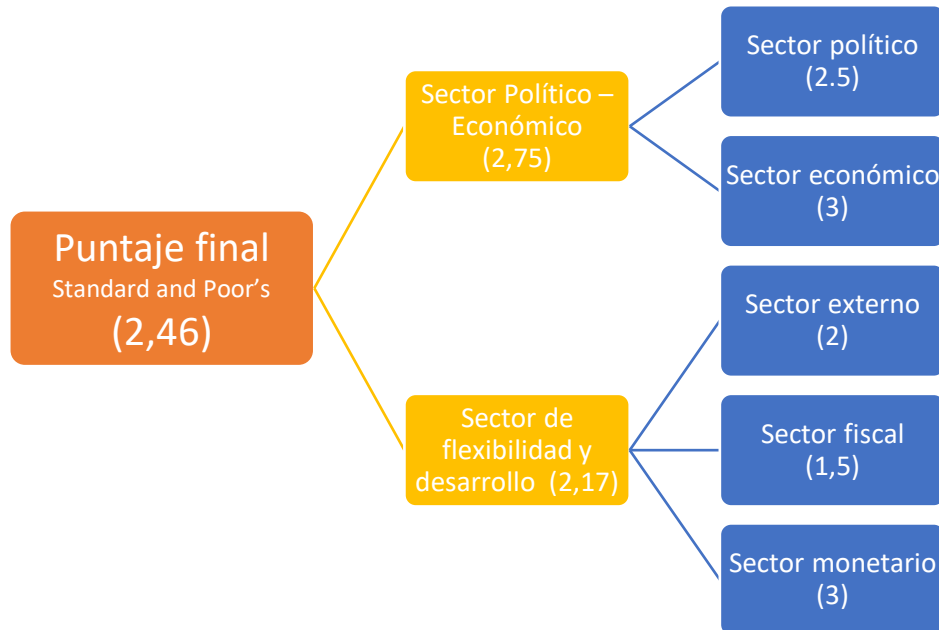 Puntaje final
Standard and Poor's
(2,46)
Sector Político –
Económico
(2,75)
Sector de
flexibilidad y
desarrollo (2,17)
Sector político
(2.5)
Sector económico
(3)
Sector externo
(2)
Sector fiscal
(1,5)
Sector monetario
(3)